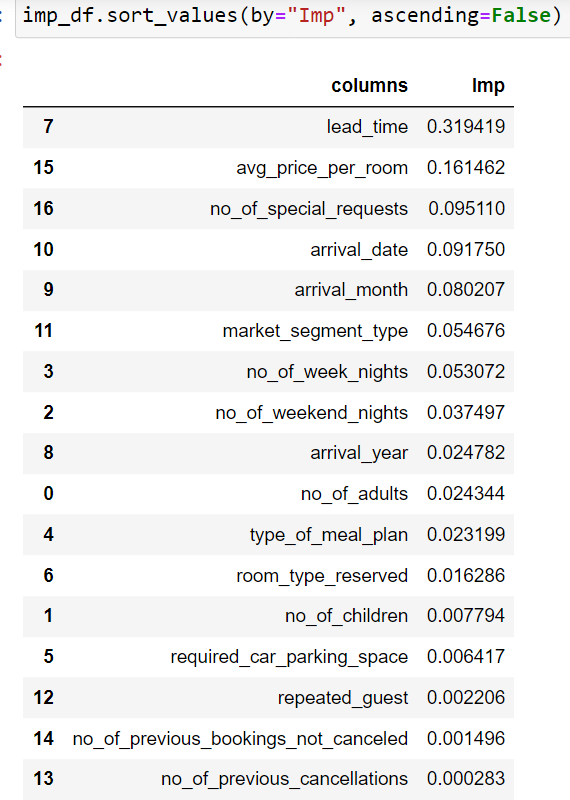 imp_df.sort_values(by="Imp", ascending=False)
columns Imp
7 lead_time 0.319419
15 avg_price_per_room 0.161462
16 no_of_special_requests 0.095110
10 arrival_date 0.091750
9 arrival_month 0.080207
11 market_segment_type 0.054676
3 no_of_week_nights 0.053072
2 no_of_weekend_nights 0.037497
8 arrival_year 0.024782
0 no_of_adults 0.024344
4 type_of_meal_plan 0.023199
6 room_type_reserved 0.016286
1 no_of_children 0.007794
5 required_car_parking_space 0.006417
12 repeated_guest 0.002206
14 no_of_previous_bookings_not_canceled 0.001496
13 no_of_previous_cancellations 0.000283